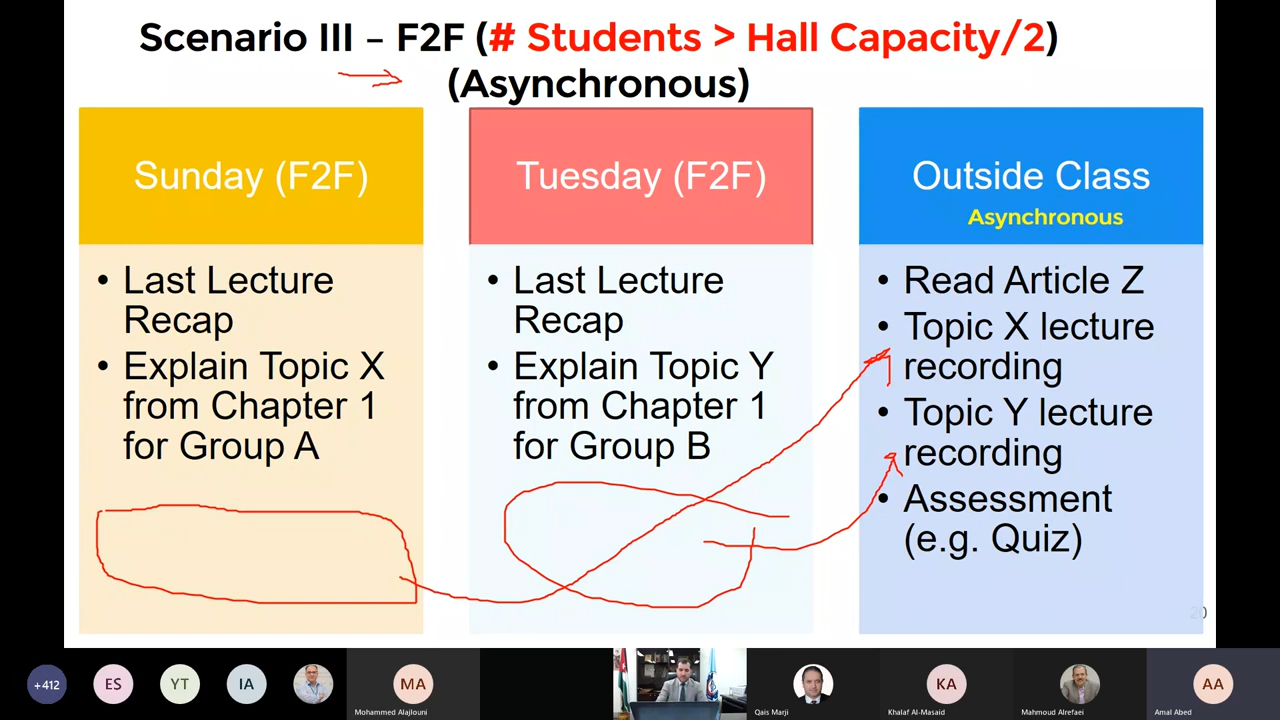 Scenario III – F2F (# Students > Hall Capacity/2)
(Asynchronous)
Sunday (F2F)
• Last Lecture
Recap
• Explain Topic X
from Chapter 1
for Group A
Tuesday (F2F)
• Last Lecture
Recap
• Explain Topic Y
from Chapter 1
for Group B
Outside Class
Asynchronous
• Read Article Z
• Topic X lecture
recording
• Topic Y lecture
recording
• Assessment
(e.g. Quiz)
20
+412
ES
YT
IA
MA
Mohammed Alajlouni
Qais Marji
KA
Khalaf Al-Masaid
Mahmoud Alrefaei
AA
Amal Abed